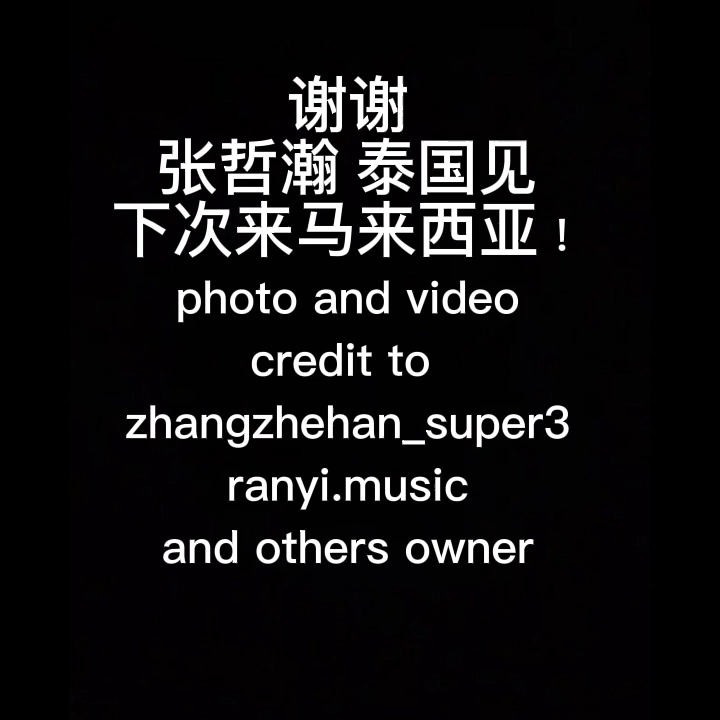 谢谢
张哲瀚 泰国见
下次来马来西亚！
photo and video
credit to
zhangzhehan_super3
ranyi.music
and others owner